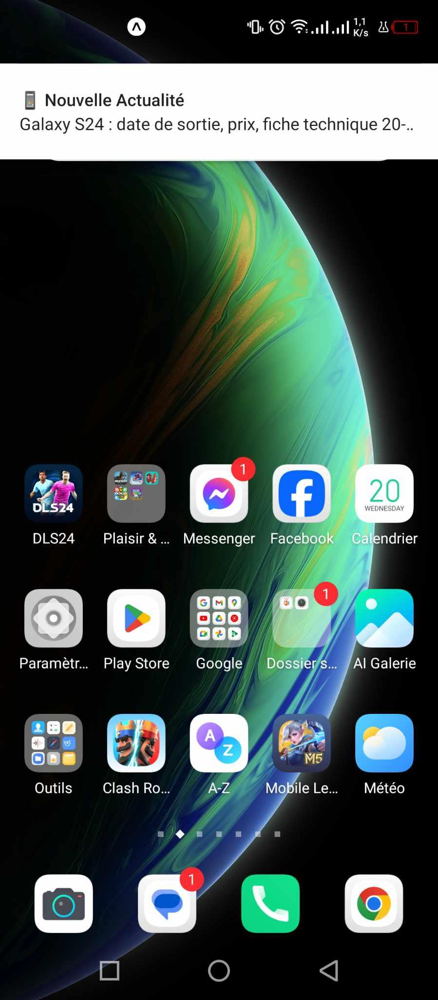 1,1
K/s
1
📱 Nouvelle Actualité
Galaxy S24 : date de sortie, prix, fiche technique 20-..
1
DLS24
20
WEDNESDAY
DLS24
Plaisir & ...
Messenger
Facebook
Calendrier
1
Paramètr...
Play Store
Google
Dossier s...
AI Galerie
A
Z
M5
Outils
Clash Ro...
A-Z
Mobile Le...
Météo
1